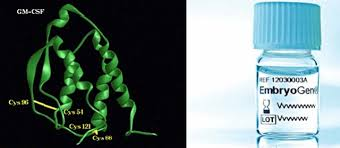 GM-CSF
Cys 96
Cys 54
Cys 121
Cys 88
REF 12030003A
EmbryoGen®
LOT